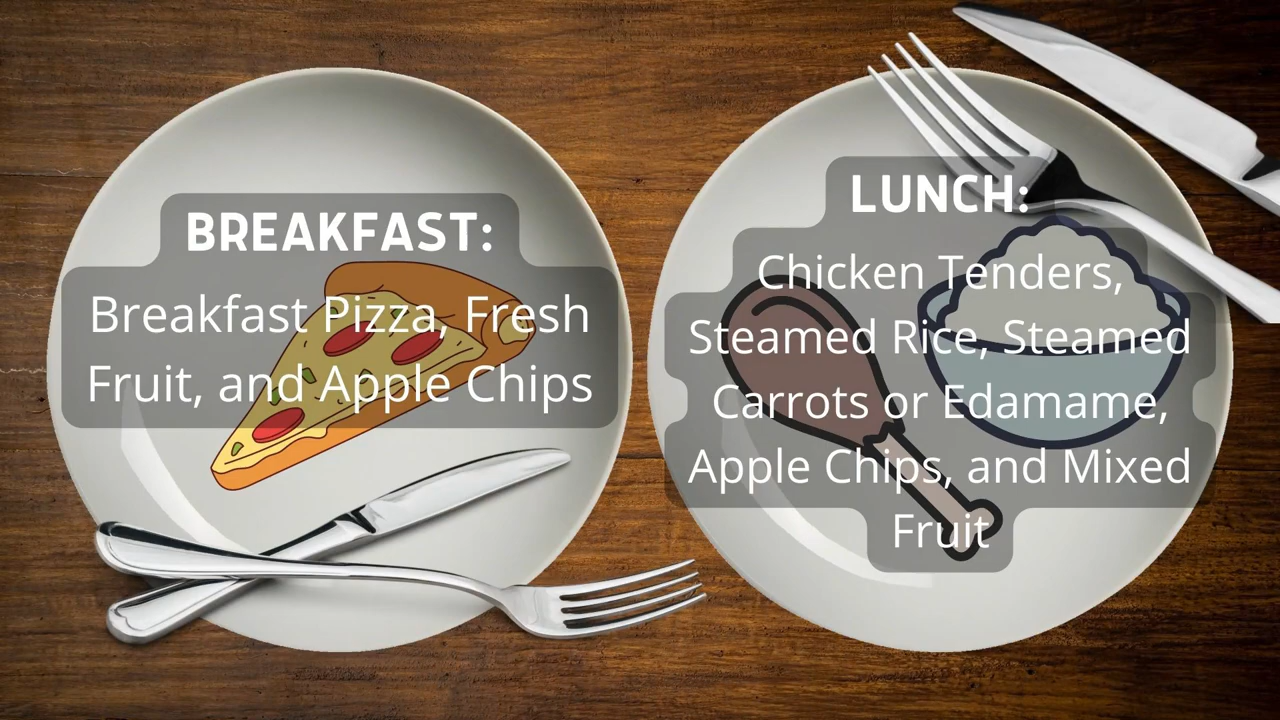 BREAKFAST:
Breakfast Pizza, Fresh
Fruit, and Apple Chips
LUNCH:
Chicken Tenders,
Steamed Rice, Steamed
Carrots or Edamame,
Apple Chips, and Mixed
Fruit